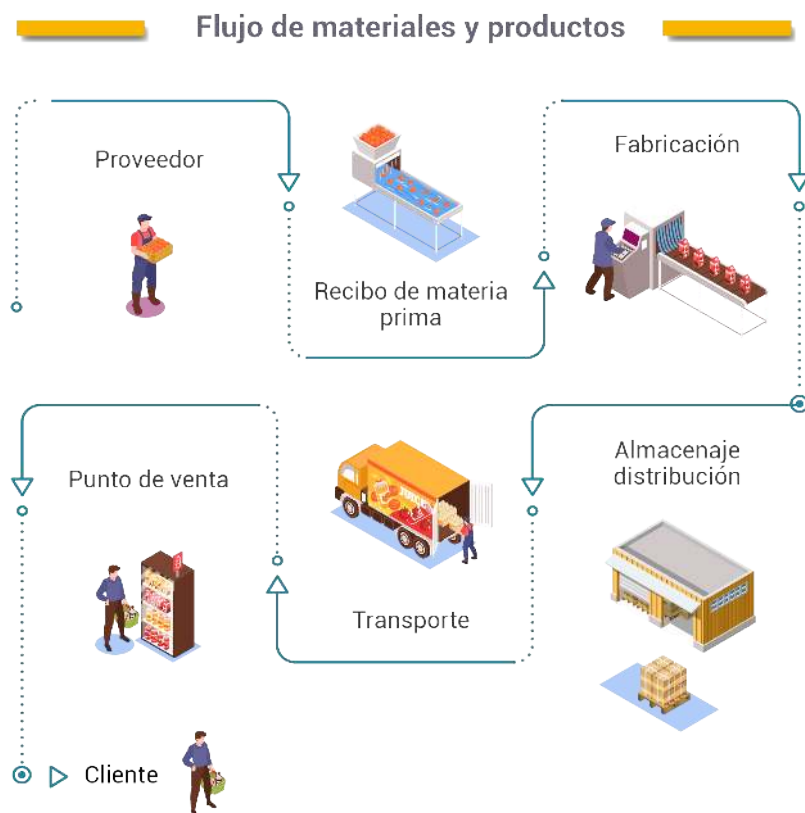 Flujo de materiales y productos
Proveedor
Recibo de materia
prima
Fabricación
Almacenaje
distribución
Transporte
Punto de venta
Cliente